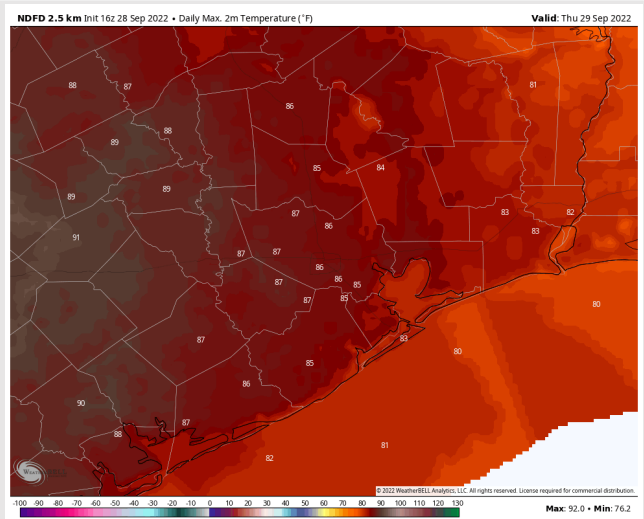 NDFD 2.5 km Init 16z 28 Sep 2022 • Daily Max. 2m Temperature (°F)
Valid: Thu 29 Sep 2022
88 87 81
86
89 88
85 84
89 89
87 83 82
86 83
91
87 87
86
87 86 85
87 85 80
87 83
80
85
86
90
87
88
81
82
© 2022 WeatherBELL Analytics, LLC. All rights reserved. License required for commercial distribution.
-100 -90 -80 -70 -60 -50 -40 -30 -20 -10 0 10 20 30 40 50 60 70 80 90 100 110 120 130
Max: 92.0 • Min: 76.2